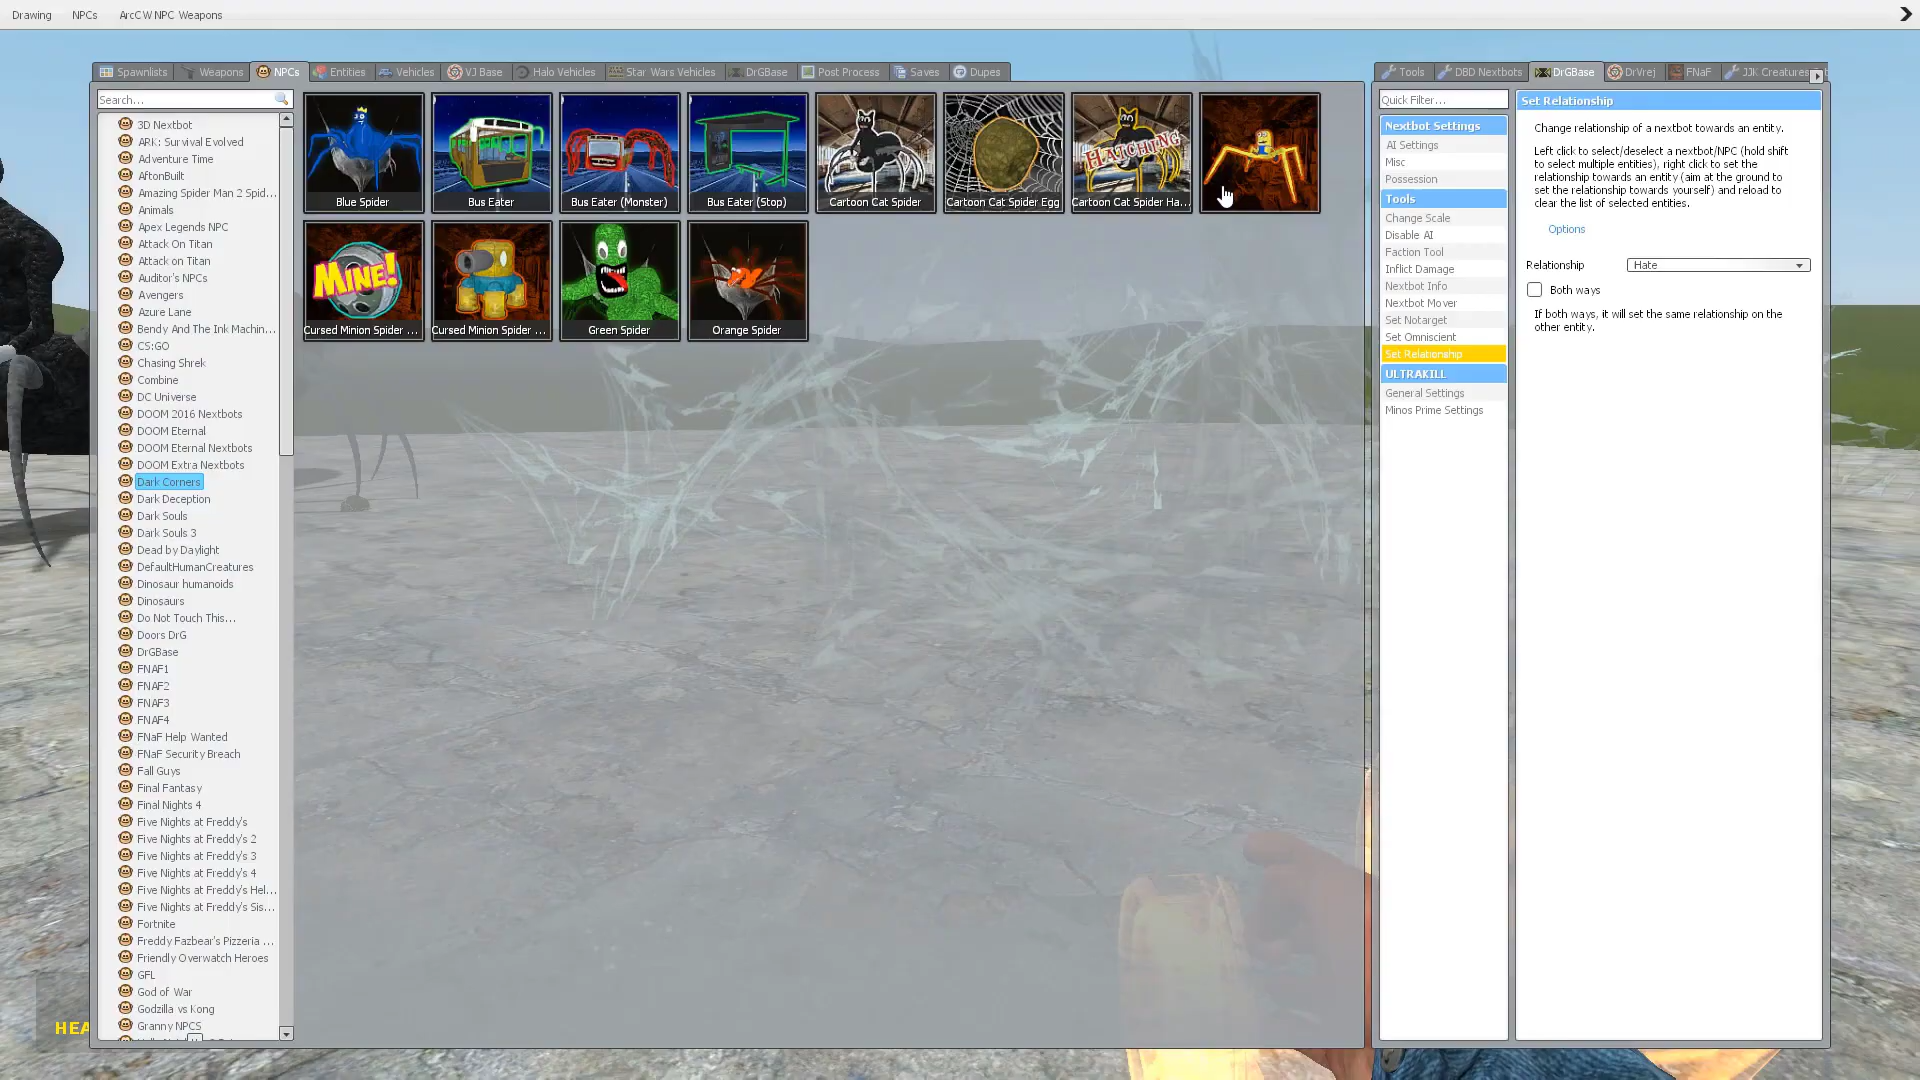 Drawing NPCs ArcCW NPC Weapons
Spawnlists Weapons NPCs Entities Vehicles VJ Base Halo Vehicles Star Wars Vehicles DrGBase Post Process Saves Dupes
Search...
3D Nextbot
ARK: Survival Evolved
Adventure Time
AftonBuilt
Amazing Spider Man 2 Spid...
Animals
Apex Legends NPC
Attack On Titan
Attack on Titan
Auditor's NPCs
Avengers
Azure Lane
Bendy And The Ink Machin...
CS:GO
Chasing Shrek
Combine
DC Universe
DOOM 2016 Nextbots
DOOM Eternal
DOOM Eternal Nextbots
DOOM Extra Nextbots
Dark Corners
Dark Deception
Dark Souls
Dark Souls 3
Dead by Daylight
DefaultHumanCreatures
Dinosaur humanoids
Dinosaurs
Do Not Touch This...
Doors DrG
DrGBase
FNAF1
FNAF2
FNAF3
FNAF4
FNaF Help Wanted
FNaF Security Breach
Fall Guys
Final Fantasy
Final Nights 4
Five Nights at Freddy's
Five Nights at Freddy's 2
Five Nights at Freddy's 3
Five Nights at Freddy's 4
Five Nights at Freddy's Hel...
Five Nights at Freddy's Sis...
Fortnite
Freddy Fazbear's Pizzeria ...
Friendly Overwatch Heroes
GFL
God of War
Godzilla vs Kong
Granny NPCS
HEA
HATCHING
Blue Spider
Bus Eater
Bus Eater (Monster)
Bus Eater (Stop)
Cartoon Cat Spider
Cartoon Cat Spider Egg
Cartoon Cat Spider Ha...
MINE!
Cursed Minion Spider ...
Cursed Minion Spider ...
Green Spider
Orange Spider
Tools DBD Nextbots DrGBase DrVrej FNaF JJK Creatures
Quick Filter...
Nextbot Settings
AI Settings
Misc
Possession
Tools
Change Scale
Disable AI
Faction Tool
Inflict Damage
Nextbot Info
Nextbot Mover
Set Notarget
Set Omniscient
Set Relationship
ULTRAKILL
General Settings
Minos Prime Settings
Set Relationship
Change relationship of a nextbot towards an entity.
Left click to select/deselect a nextbot/NPC (hold shift
to select multiple entities), right click to set the
relationship towards an entity (aim at the ground to
set the relationship towards yourself) and reload to
clear the list of selected entities.
Options
Relationship Hate
Both ways
If both ways, it will set the same relationship on the
other entity.